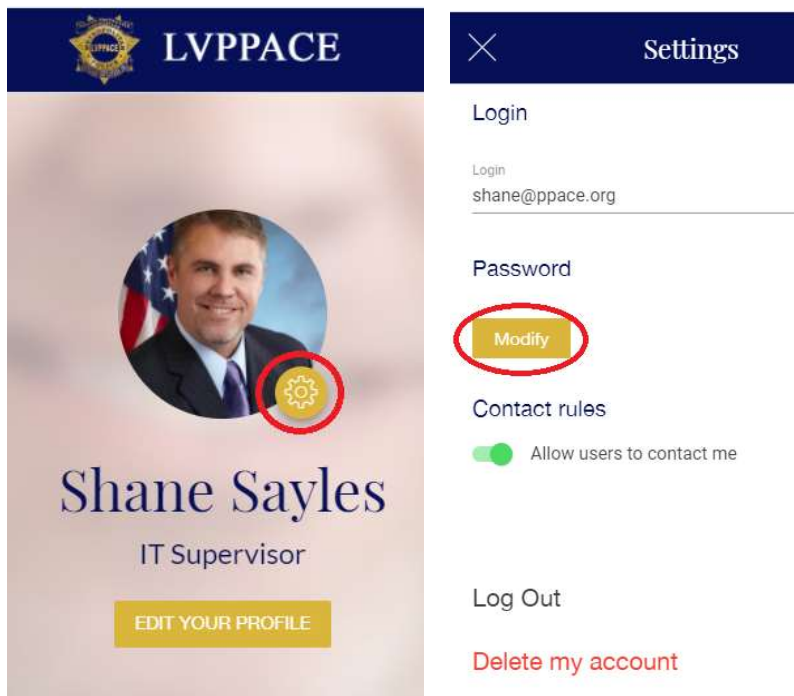 LVPPACE
LVPPACE
Shane Sayles
IT Supervisor
EDIT YOUR PROFILE
Settings
Login
Login
shane@ppace.org
Password
Modify
Contact rules
Allow users to contact me
Log Out
Delete my account